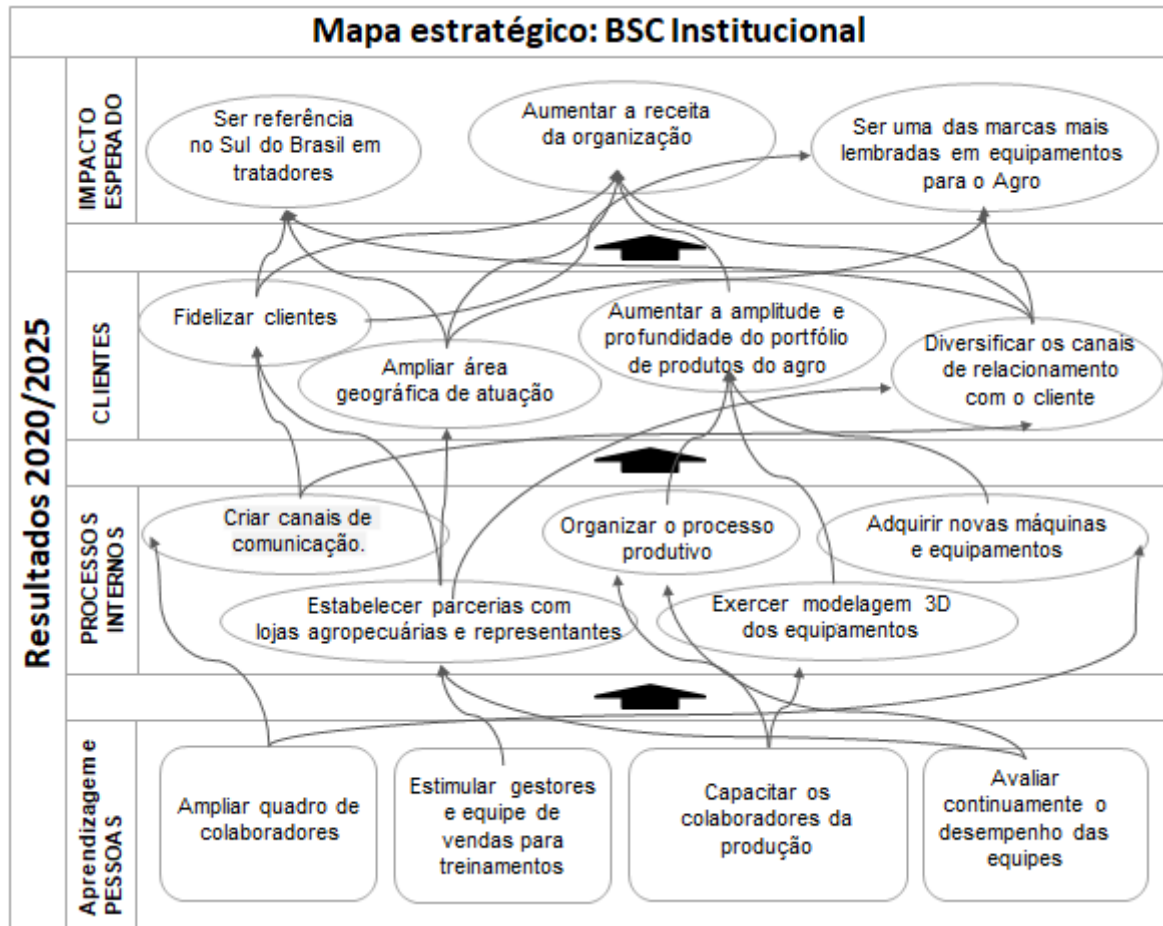 Mapa estratégico: BSC Institucional
Resultados 2020/2025
IMPACTO
ESPERADO
Ser referência
no Sul do Brasil em
tratadores
Aumentar a receita
da organização
Ser uma das marcas mais
lembradas em equipamentos
para o Agro
CLIENTES
Fidelizar clientes
Ampliar área
geográfica de atuação
Aumentar a amplitude e
profundidade do portfólio
de produtos do agro
Diversificar os canais
de relacionamento
com o cliente
PROCESSOS
INTERNOS
Criar canais de
comunicação.
Organizar o processo
produtivo
Adquirir novas máquinas
e equipamentos
Estabelecer parcerias com
lojas agropecuárias e representantes
Exercer modelagem 3D
dos equipamentos
Aprendizagem e
PESSOAS
Ampliar quadro de
colaboradores
Estimular gestores
e equipe de
vendas para
treinamentos
Capacitar os
colaboradores da
produção
Avaliar
continuamente o
desempenho das
equipes